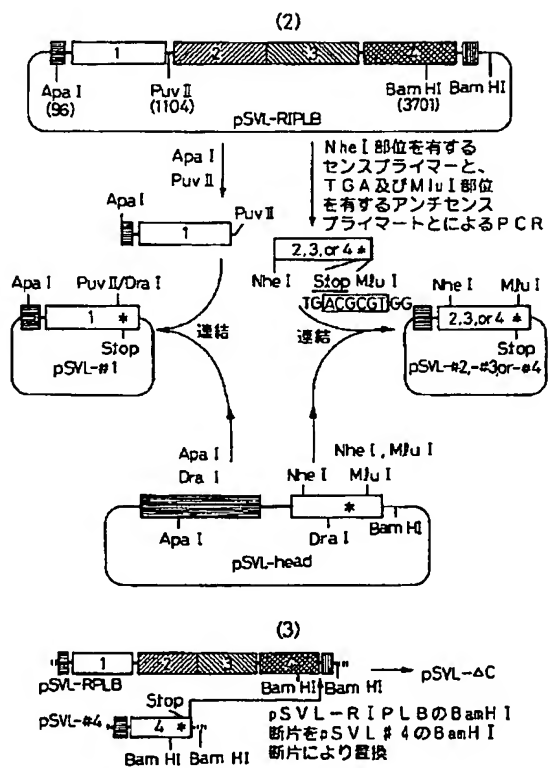 (2)
1
2
3
4
Apa I
(96)
Puv II
(1104)
Bam HI
(3701)
Bam HI
pSVL-RIPLB
Apa I
Puv II
Nhe I 部位を有する
センスプライマーと、
TGA及びMlu I 部位
を有するアンチセンス
プライマートとによるPCR
Apa I
1
Puv II
2,3,or 4 *
Nhe I
Stop
Mlu I
TGACGCGTGG
Apa I
Puv II/Dra I
1 *
Stop
pSVL-#1
連結
連結
Nhe I
Mlu I
2,3,or 4 *
Stop
pSVL-#2,-#3,or-#4
Apa I
Dra I
Nhe I, Mlu I
Nhe I
Mlu I
*
Apa I
Dra I
Bam HI
pSVL-head
(3)
1
2
3
pSVL-RPLB
Bam HI
Bam HI
pSVL-ΔC
Stop
pSVL-#4
4 *
Bam HI
Bam HI
pSVL-RIPLBのBamHI
断片をpSVL#4のBamHI
断片により置換